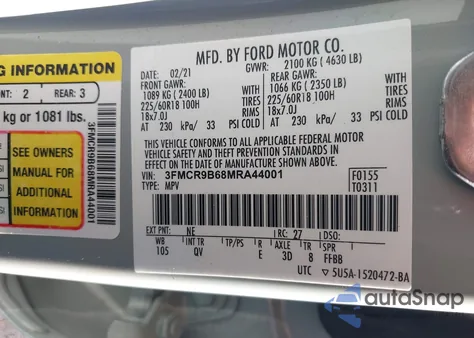 G INFORMATION
ONT: 2 REAR: 3
kg or 1081 lbs.
SEE OWNERS
MANUAL FOR
ADDITIONAL
INFORMATION
3FMCR9B68MRA44001
MFD. BY FORD MOTOR CO.
02/21 GVWR: 2100 KG ( 4630 LB)
FRONT GAWR: REAR GAWR:
1089 KG ( 2400 LB) 1066 KG ( 2350 LB)
225/60R18 100H TIRES 225/60R18 100H
18x7.0J RIMS 18x7.0J
AT 230 kPa/ 33 PSI COLD AT 230 kPa/ 33 PSI COLD
THIS VEHICLE CONFORMS TO ALL APPLICABLE FEDERAL MOTOR
VEHICLE SAFETY AND THEFT PREVENTION STANDARDS IN EFFECT ON THE
DATE OF MANUFACTURE SHOWN ABOVE.
VIN: 3FMCR9B68MRA44001 F0155
TYPE: MPV T0311
EXT PNT: NE RC: 27 DSO:
WB INT TR TP/PS R AXLE TR SPR
105 QV E 3D 8 FFBB
UTC 5U5A-1520472-BA
autoSnap